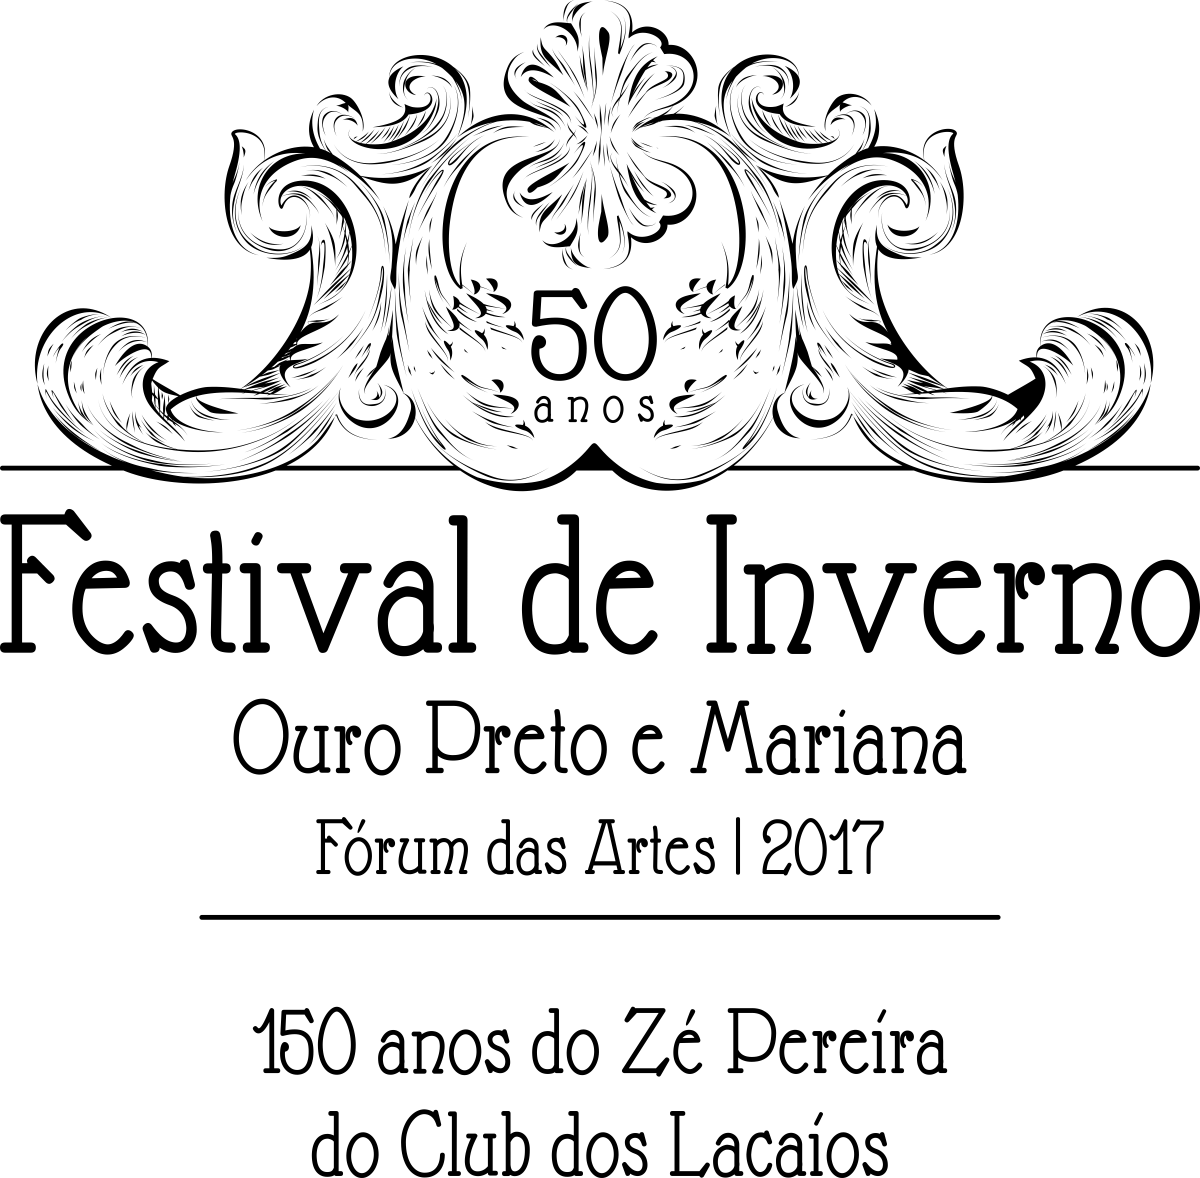 50
anos
Festival de Inverno
Ouro Preto e Mariana
Fórum das Artes | 2017
150 anos do Zé Pereira
do Club dos Lacaios